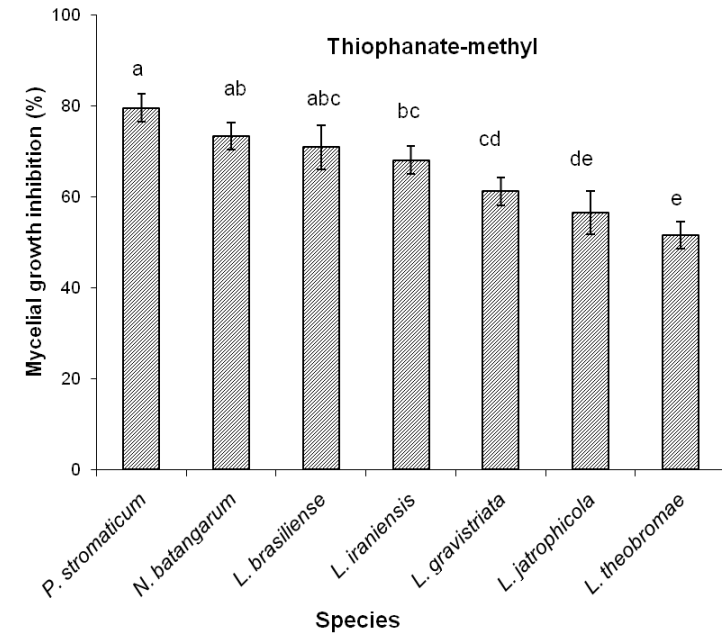 Thiophanate-methyl
Mycelial growth inhibition (%)
100
80
60
40
20
0
a
ab
abc
bc
cd
de
e
P. stromaticum
N. batangarum
L. brasiliense
L. iraniensis
L. gravistriata
L. jatrophicola
L. theobromae
Species